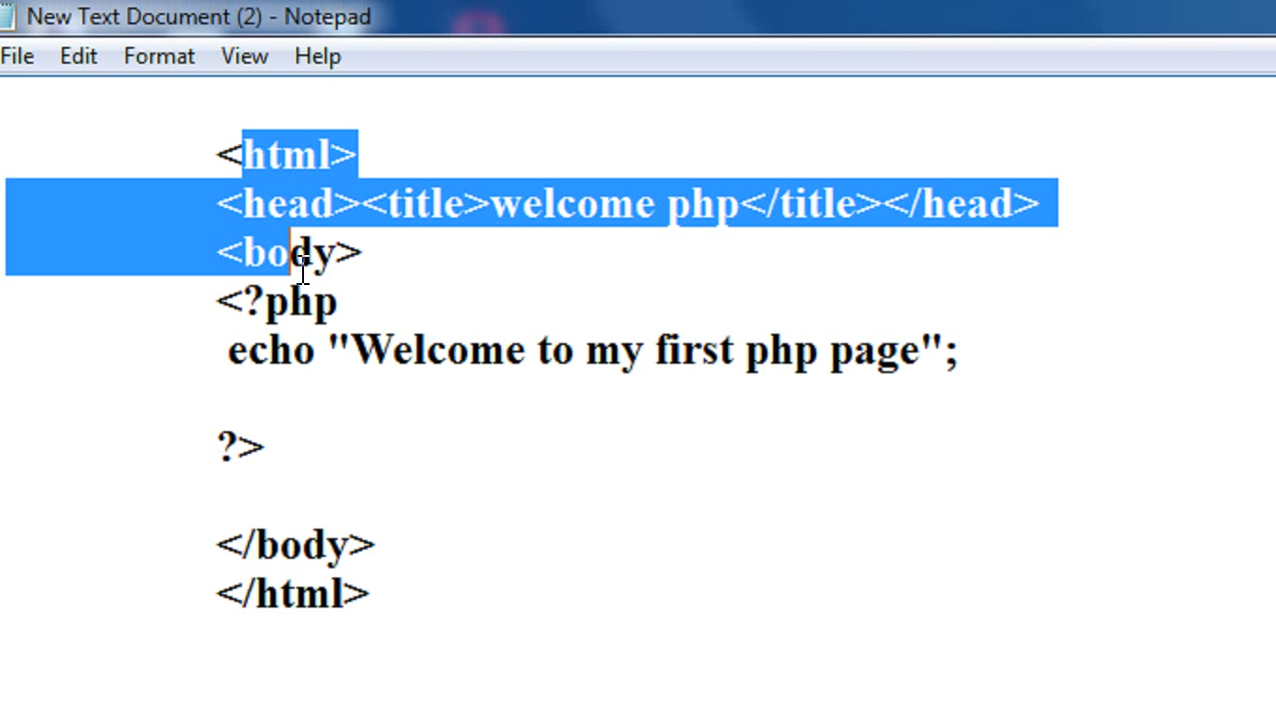 New Text Document (2) - Notepad
File Edit Format View Help
<html>
<head><title>welcome php</title></head>
<body>
<?php
echo "Welcome to my first php page";
?>
</body>
</html>